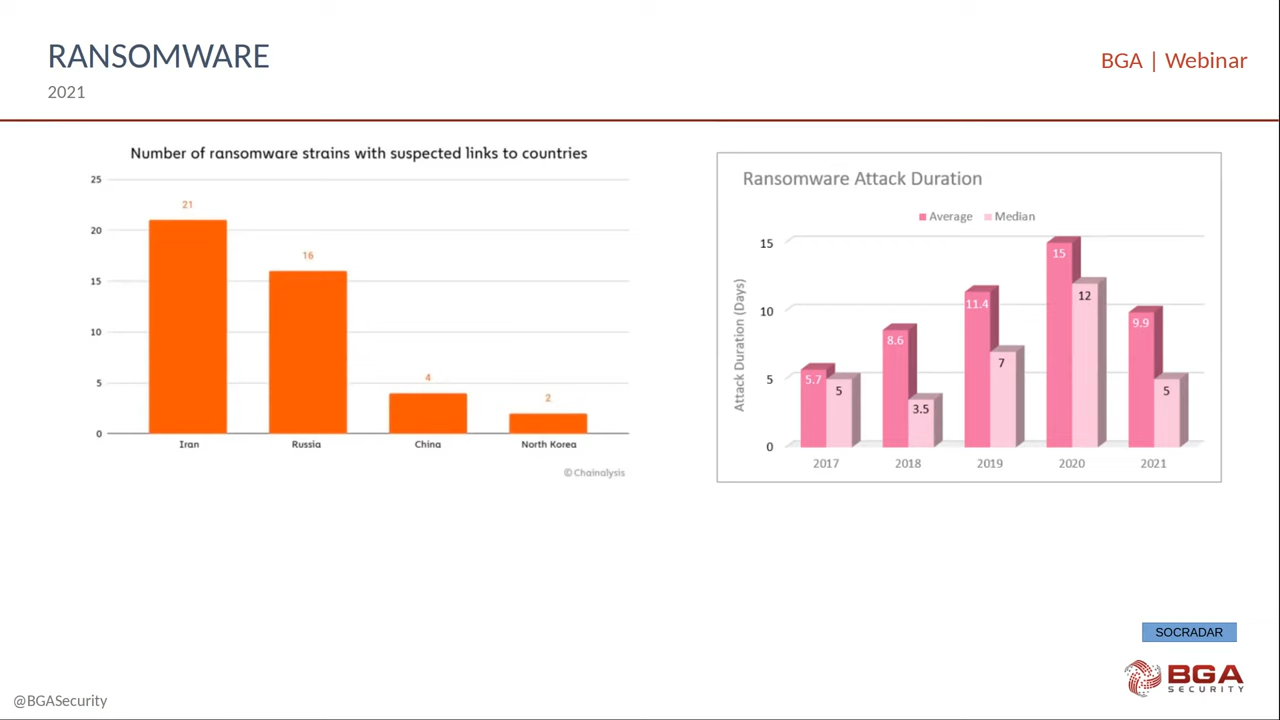 RANSOMWARE
2021
BGA | Webinar
Number of ransomware strains with suspected links to countries
25
20
15
10
5
0
21
16
4
2
Iran
Russia
China
North Korea
© Chainalysis
Ransomware Attack Duration
Average
Median
Attack Duration (Days)
15
10
5
0
5.7
5
8.6
3.5
11.4
7
15
12
9.9
5
2017
2018
2019
2020
2021
SOCRADAR
BGA
SECURITY
@BGASecurity